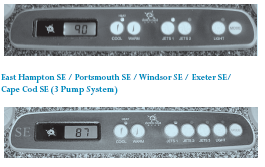 90
COOL WARM JETS 1 JETS 2 LIGHT
East Hampton SE / Portsmouth SE / Windsor SE / Exeter SE/
Cape Cod SE (3 Pump System)
SE 87
COOL WARM JETS 1 JETS 2 JETS 3 LIGHT